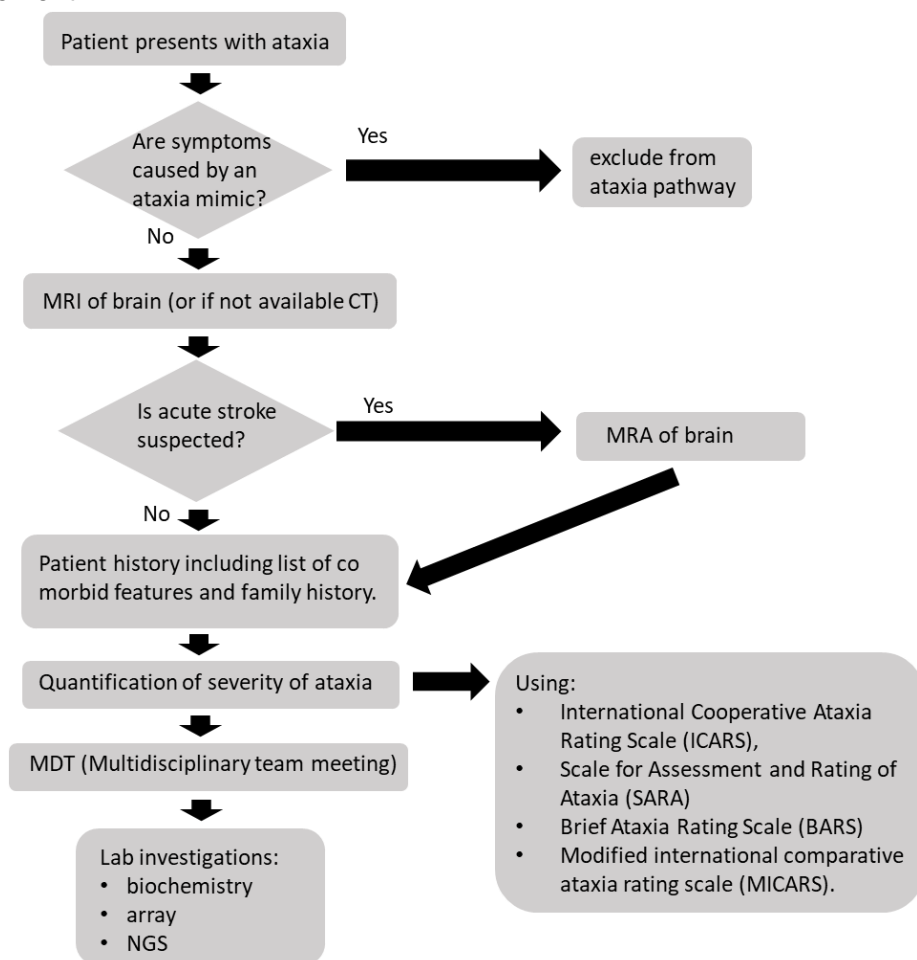 Patient presents with ataxia
Are symptoms
caused by an
ataxia mimic?
Yes
exclude from
ataxia pathway
No
MRI of brain (or if not available CT)
Is acute stroke
suspected?
Yes
MRA of brain
No
Patient history including list of co
morbid features and family history.
Quantification of severity of ataxia
Using:
• International Cooperative Ataxia
Rating Scale (ICARS),
• Scale for Assessment and Rating of
Ataxia (SARA)
• Brief Ataxia Rating Scale (BARS)
• Modified international comparative
ataxia rating scale (MICARS).
MDT (Multidisciplinary team meeting)
Lab investigations:
• biochemistry
• array
• NGS